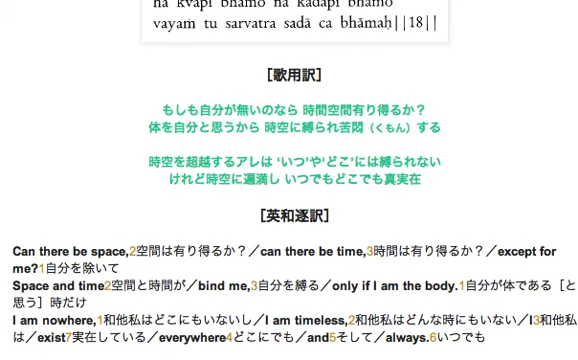 na kvāpi bhāmo na kadāpi bhāmo
vayaṃ tu sarvatra sadā ca bhāmaḥ||18||
［歌用訳］
もしも自分が無いのなら 時間空間有り得るか？
体を自分と思うから 時空に縛られ苦悶（くもん）する
時空を超越するアレは ‘いつ’や‘どこ’には縛られない
けれど時空に遍満し いつでもどこでも真実在
［英和逐訳］
Can there be space,2空間は有り得るか？／can there be time,3時間は有り得るか？／except for
me?1自分を除いて
Space and time2空間と時間が／bind me,3自分を縛る／only if I am the body.1自分が体である［と
思う］時だけ
I am nowhere,1和他私はどこにもいないし／I am timeless,2和他私はどんな時にもいない／I3和他私
は／exist7実在している／everywhere4どこにでも／and5そして／always.6いつでも